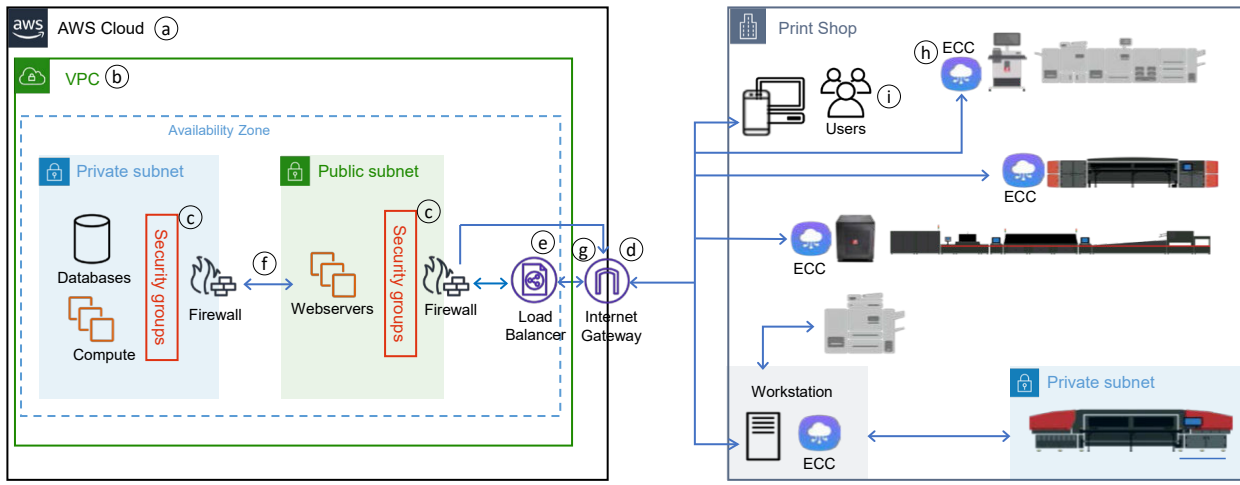 aws
AWS Cloud a
VPC b
Availability Zone
Private subnet
Public subnet
c
c
Databases
Compute
Security groups
Firewall
f
Webservers
Security groups
Firewall
e
g
d
Load
Balancer
Internet
Gateway
Print Shop
h
ECC
i
Users
ECC
ECC
Workstation
ECC
Private subnet